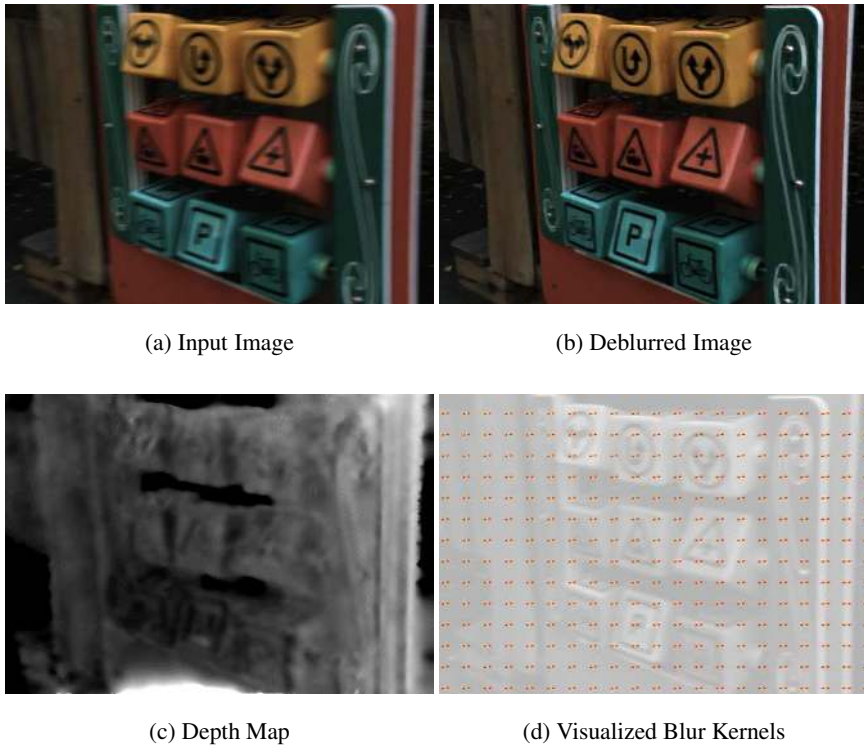 P
P
(a) Input Image
(b) Deblurred Image
P
(c) Depth Map
(d) Visualized Blur Kernels